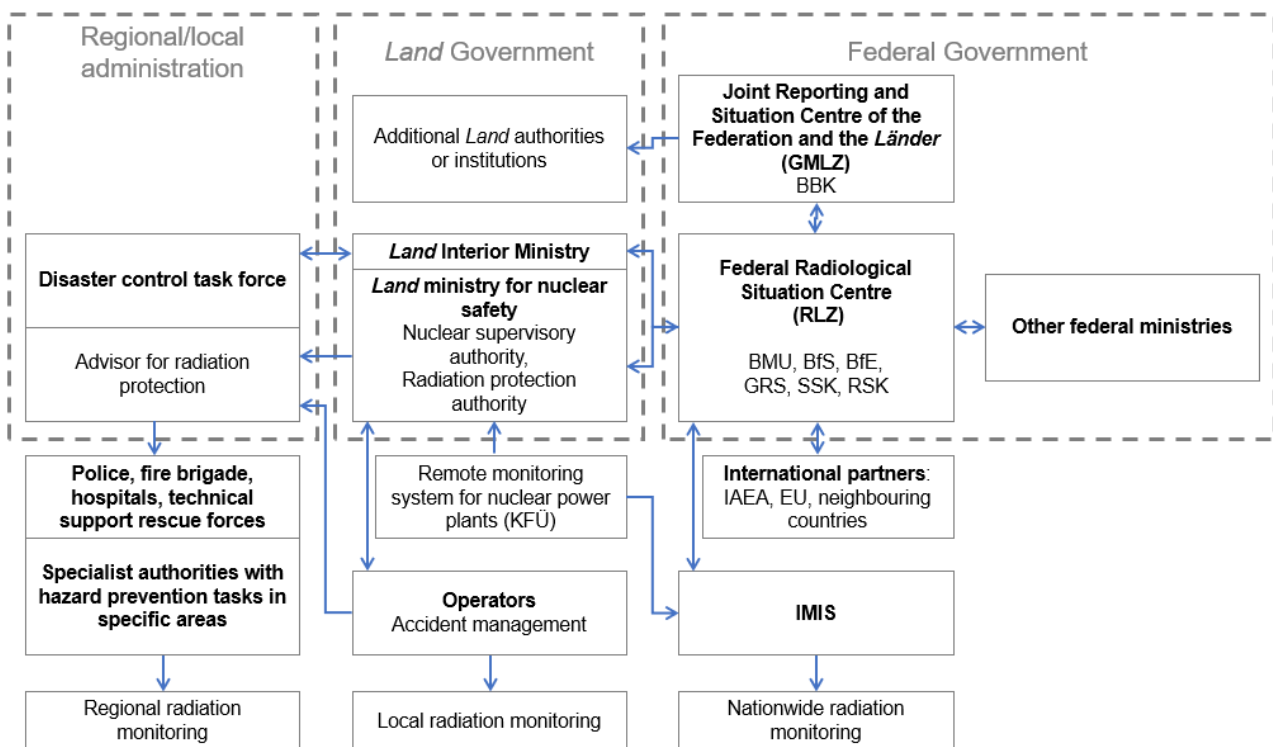 Regional/local
administration
Land Government
Federal Government
Additional Land authorities
or institutions
Joint Reporting and
Situation Centre of the
Federation and the Länder
(GMLZ)
BBK
Disaster control task force
Advisor for radiation
protection
Land Interior Ministry
Land ministry for nuclear
safety
Nuclear supervisory
authority,
Radiation protection
authority
Federal Radiological
Situation Centre
(RLZ)
BMU, BfS, BfE,
GRS, SSK, RSK
Other federal ministries
Police, fire brigade,
hospitals, technical
support rescue forces
Specialist authorities with
hazard prevention tasks in
specific areas
Remote monitoring
system for nuclear power
plants (KFÜ)
International partners:
IAEA, EU, neighbouring
countries
Operators
Accident management
IMIS
Regional radiation
monitoring
Local radiation monitoring
Nationwide radiation
monitoring